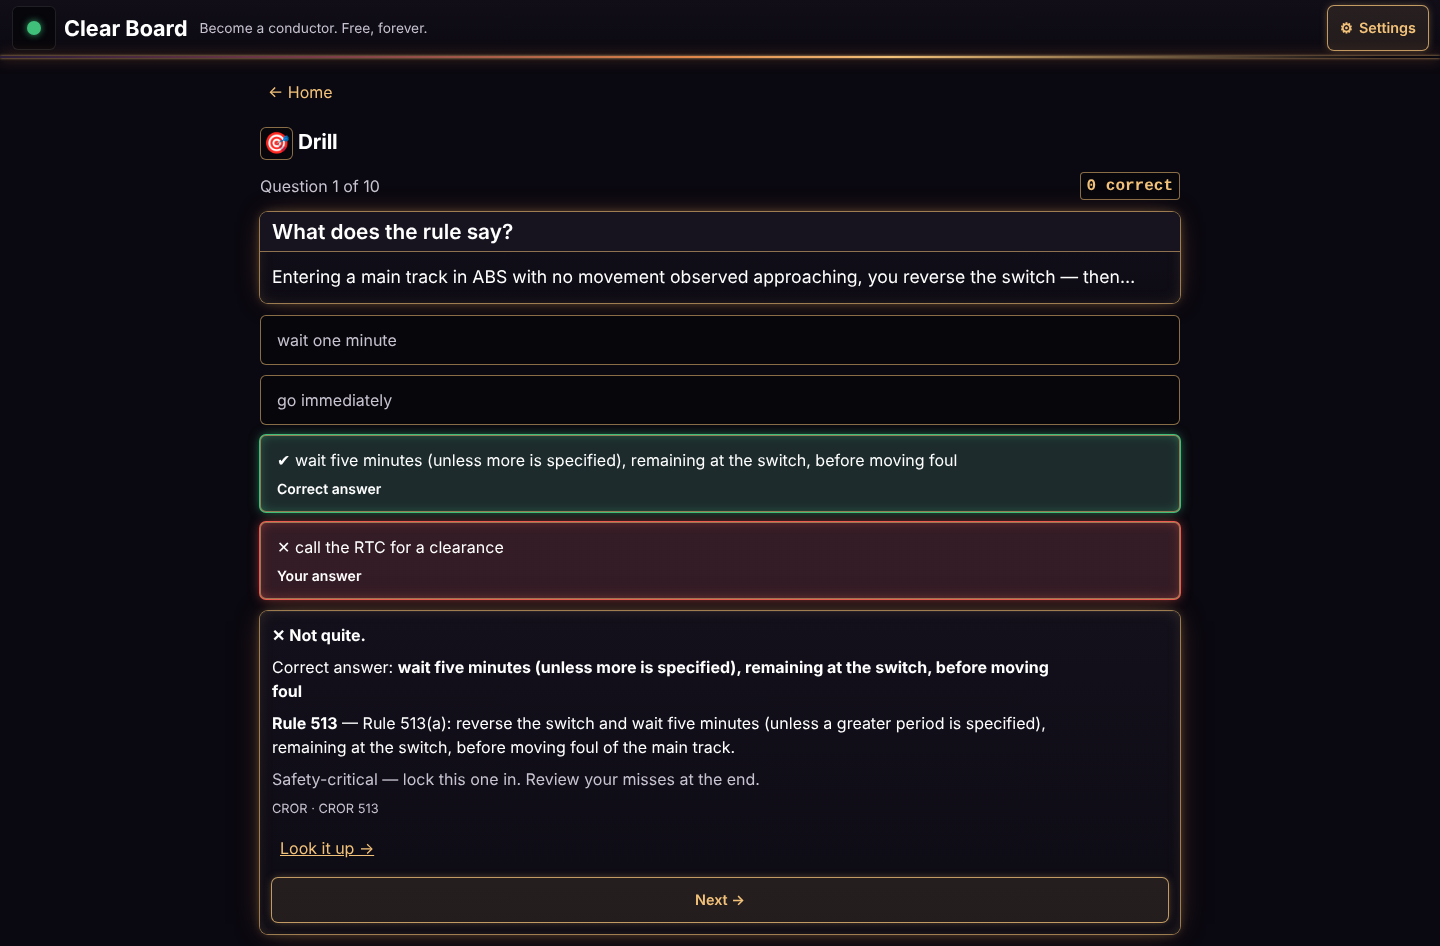 Clear Board
Become a conductor. Free, forever.
⚙ Settings
← Home
🎯 Drill
Question 1 of 10
0 correct
What does the rule say?
Entering a main track in ABS with no movement observed approaching, you reverse the switch — then...
wait one minute
go immediately
✔ wait five minutes (unless more is specified), remaining at the switch, before moving foul
Correct answer
✕ call the RTC for a clearance
Your answer
✕ Not quite.
Correct answer: wait five minutes (unless more is specified), remaining at the switch, before moving
foul
Rule 513 — Rule 513(a): reverse the switch and wait five minutes (unless a greater period is specified),
remaining at the switch, before moving foul of the main track.
Safety-critical — lock this one in. Review your misses at the end.
CROR · CROR 513
Look it up →
Next →